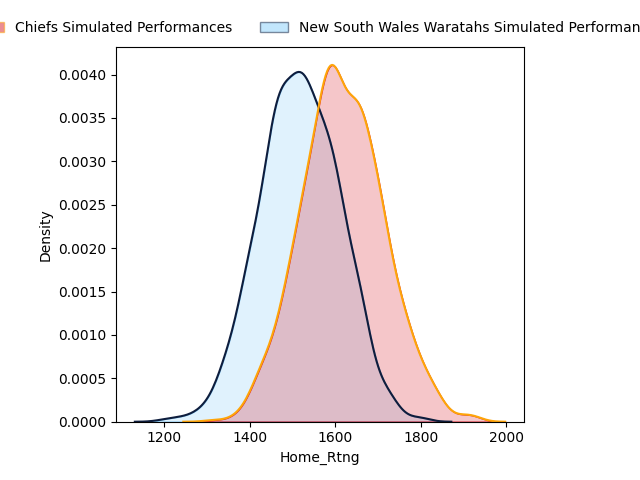 Chiefs Simulated Performances
New South Wales Waratahs Simulated Performan
0.0040
0.0035
0.0030
0.0025
0.0020
0.0015
0.0010
0.0005
0.0000
Density
1200 1400 1600 1800 2000
Home_Rtng